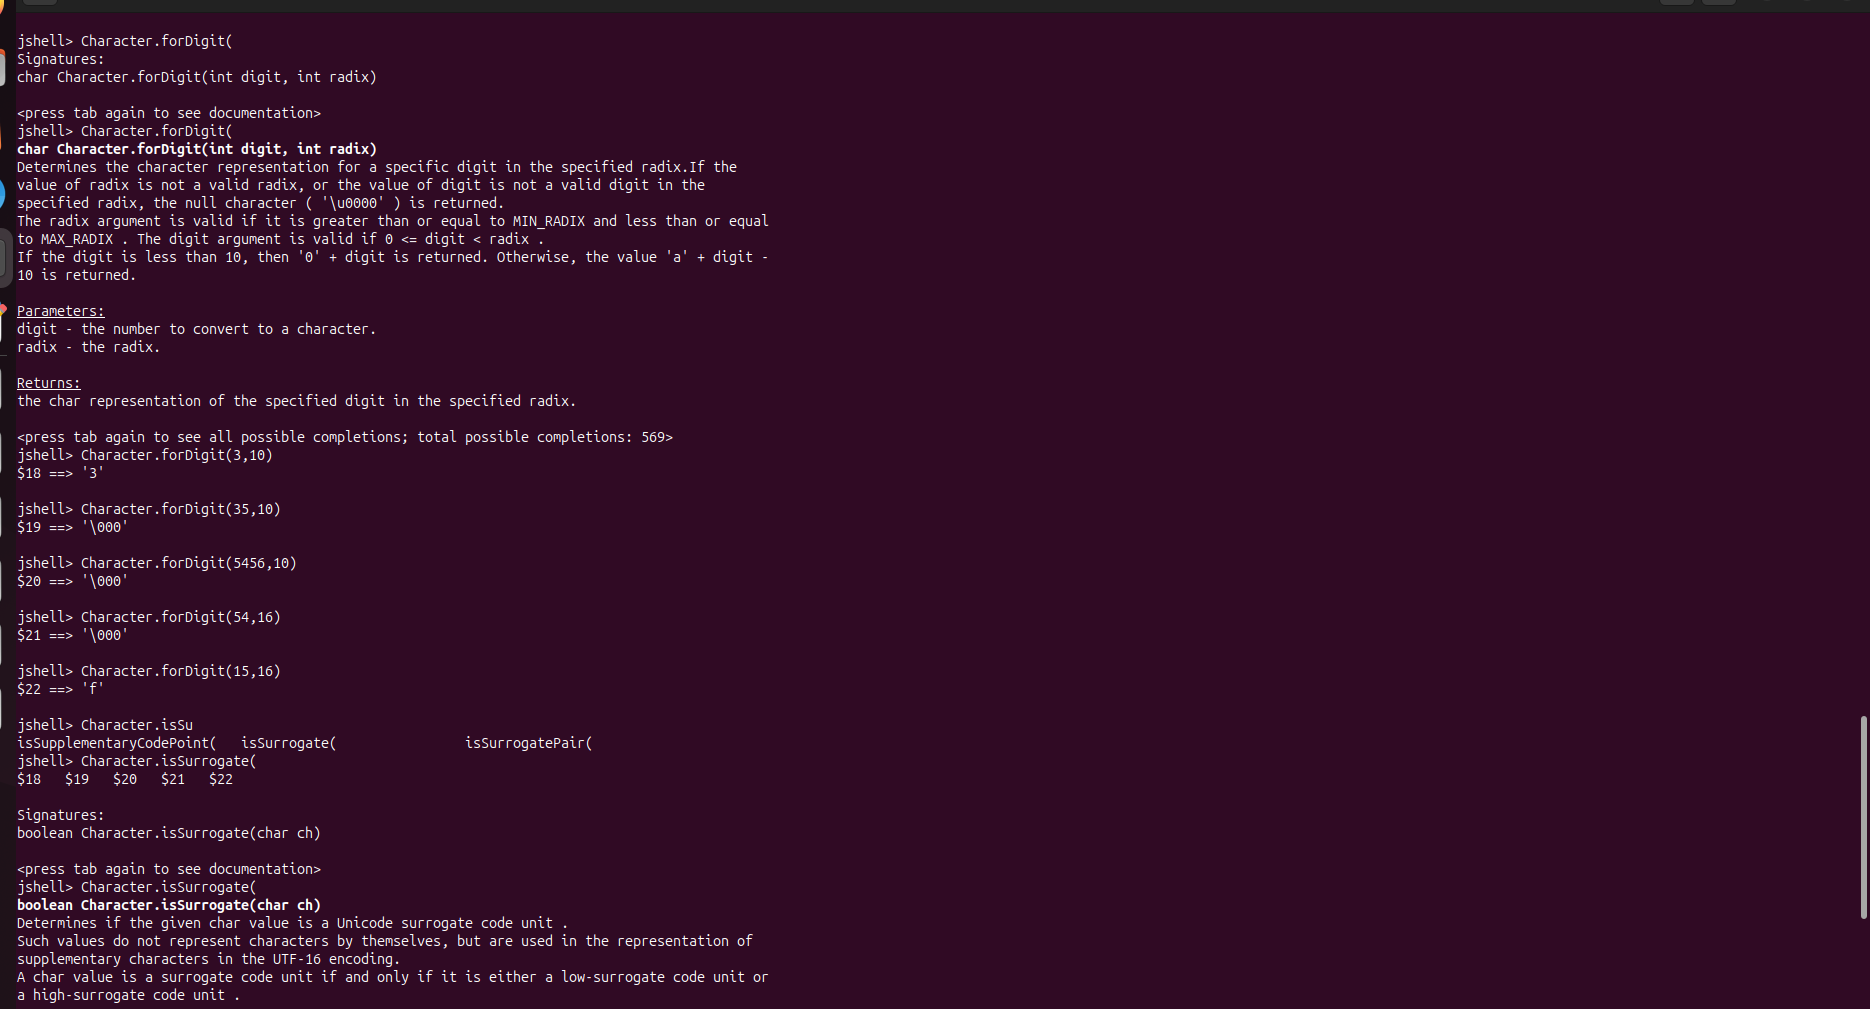 jshell> Character.forDigit(
Signatures:
char Character.forDigit(int digit, int radix)
<press tab again to see documentation>
jshell> Character.forDigit(
char Character.forDigit(int digit, int radix)
Determines the character representation for a specific digit in the specified radix.If the
value of radix is not a valid radix, or the value of digit is not a valid digit in the
specified radix, the null character ( '\u0000' ) is returned.
The radix argument is valid if it is greater than or equal to MIN_RADIX and less than or equal
to MAX_RADIX . The digit argument is valid if 0 <= digit < radix .
If the digit is less than 10, then '0' + digit is returned. Otherwise, the value 'a' + digit -
10 is returned.
Parameters:
digit - the number to convert to a character.
radix - the radix.
Returns:
the char representation of the specified digit in the specified radix.
<press tab again to see all possible completions; total possible completions: 569>
jshell> Character.forDigit(3,10)
$18 ==> '3'
jshell> Character.forDigit(35,10)
$19 ==> '\000'
jshell> Character.forDigit(5456,10)
$20 ==> '\000'
jshell> Character.forDigit(54,16)
$21 ==> '\000'
jshell> Character.forDigit(15,16)
$22 ==> 'f'
jshell> Character.isSu
isSupplementaryCodePoint(   isSurrogate(                isSurrogatePair(
jshell> Character.isSurrogate(
$18   $19   $20   $21   $22
Signatures:
boolean Character.isSurrogate(char ch)
<press tab again to see documentation>
jshell> Character.isSurrogate(
boolean Character.isSurrogate(char ch)
Determines if the given char value is a Unicode surrogate code unit .
Such values do not represent characters by themselves, but are used in the representation of
supplementary characters in the UTF-16 encoding.
A char value is a surrogate code unit if and only if it is either a low-surrogate code unit or
a high-surrogate code unit .